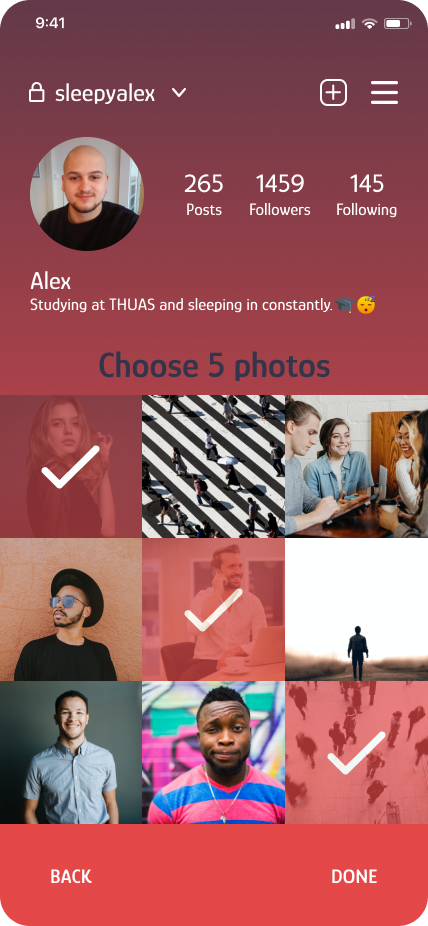 9:41
sleepyalex
265 1459 145
Posts Followers Following
Alex
Studying at THUAS and sleeping in constantly. 🎓 😴
Choose 5 photos
BACK DONE